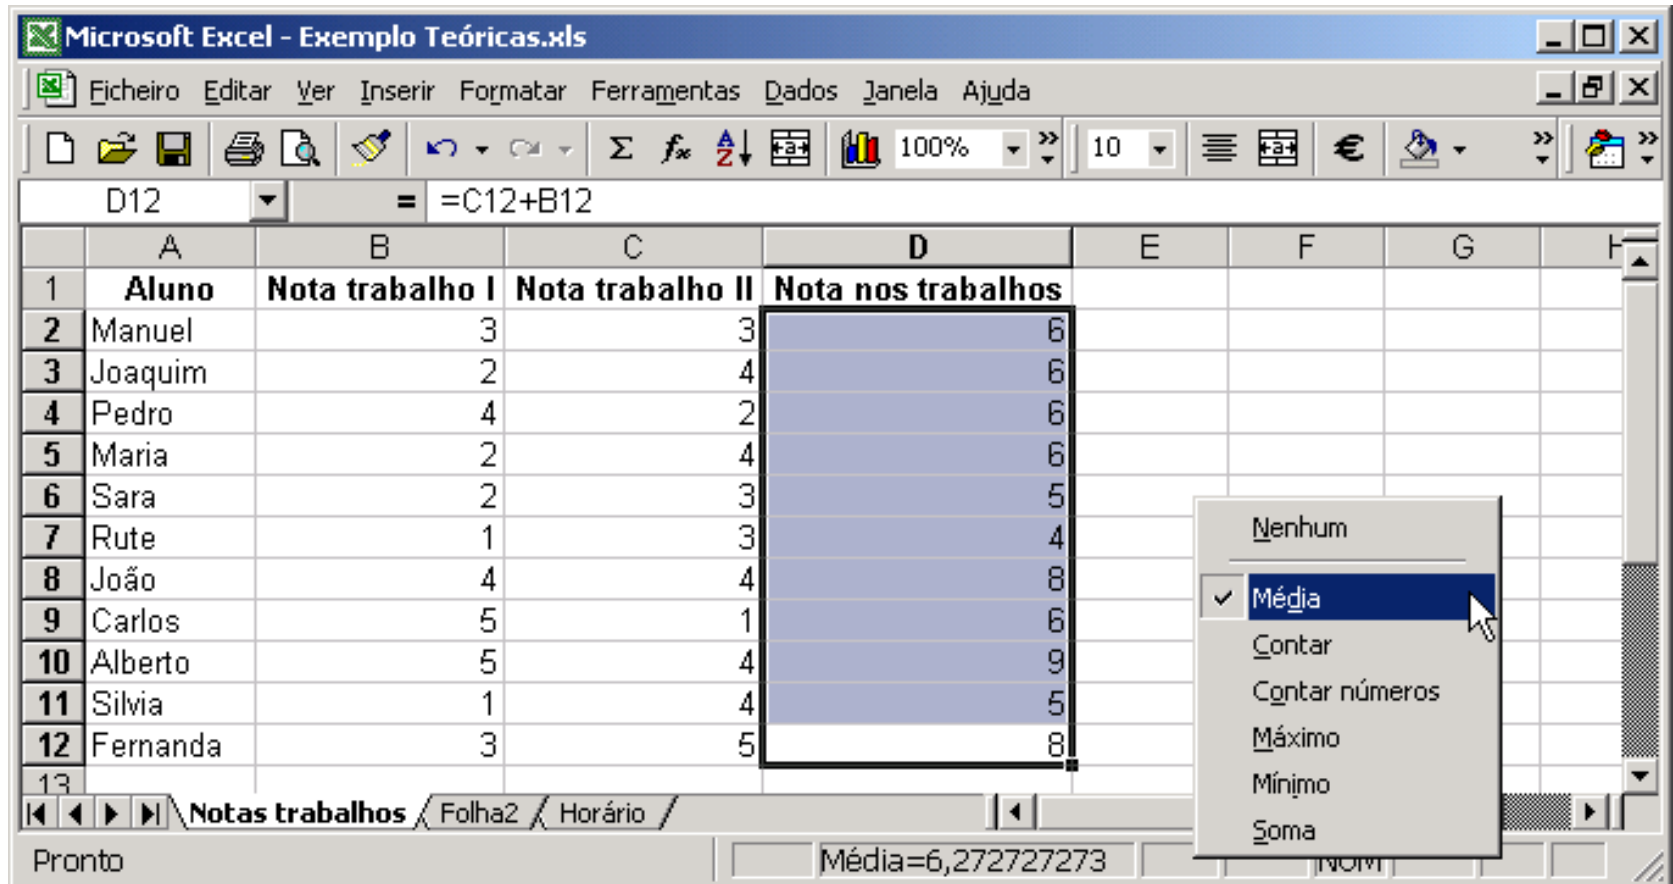 Microsoft Excel - Exemplo Teóricas.xls
Ficheiro Editar Ver Inserir Formatar Ferramentas Dados Janela Ajuda
Σ fx A Z a 100% » 10 a € » »
D12 = =C12+B12
A B C D E F G H
1 Aluno Nota trabalho I Nota trabalho II Nota nos trabalhos
2 Manuel 3 3 6
3 Joaquim 2 4 6
4 Pedro 4 2 6
5 Maria 2 4 6
6 Sara 2 3 5
7 Rute 1 3 4
8 João 4 4 8
9 Carlos 5 1 6
10 Alberto 5 4 9
11 Silvia 1 4 5
12 Fernanda 3 5 8
13
Nenhum
Média
Contar
Contar números
Máximo
Mínimo
Soma
Notas trabalhos Folha2 Horário
Pronto Média=6,272727273 NUM